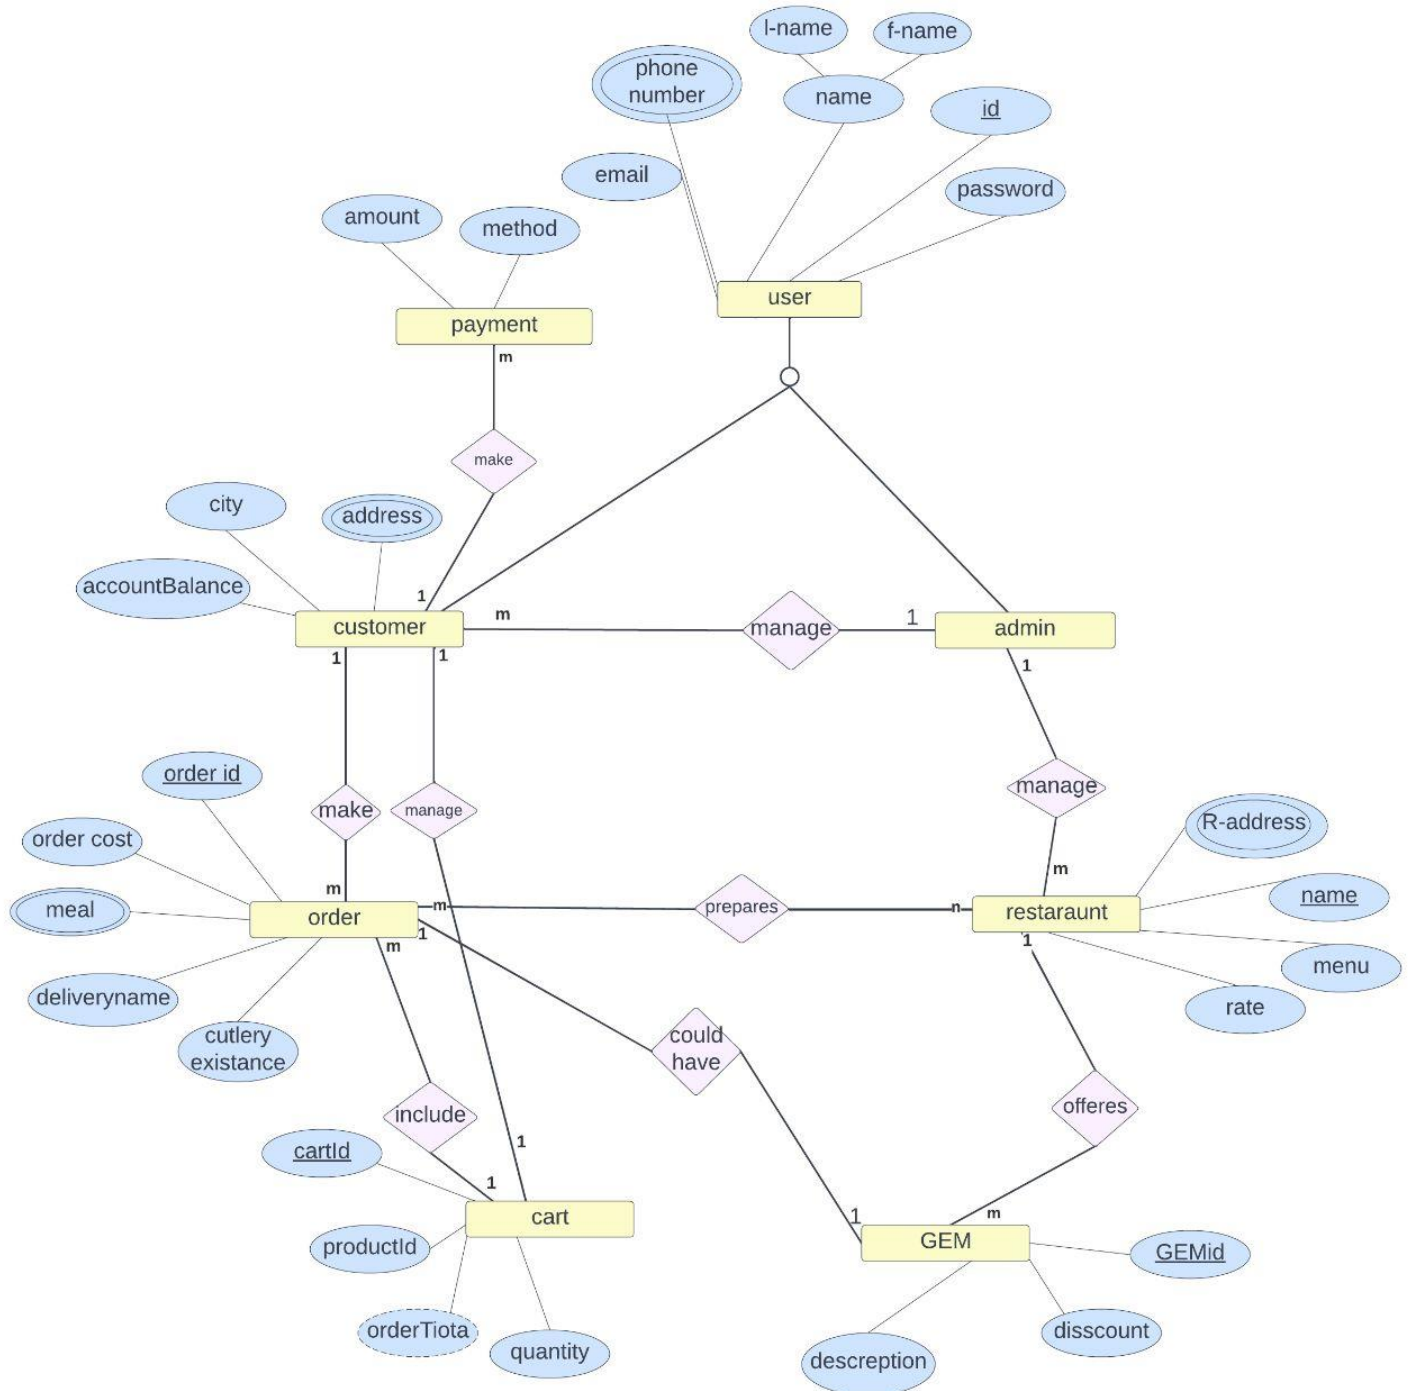 l-name
f-name
phone
number
name
id
email
password
amount
method
user
payment
m
make
city
address
accountBalance
1
customer
m
manage
1
admin
1
1
1
order id
make
manage
manage
order cost
R-address
m
m
name
meal
order
m
prepares
n
restaraunt
1
m
1
menu
deliveryname
rate
cutlery
existance
could
have
include
offeres
cartId
1
1
cart
1
m
GEM
productId
GEMid
orderTiota
quantity
disscount
descreption